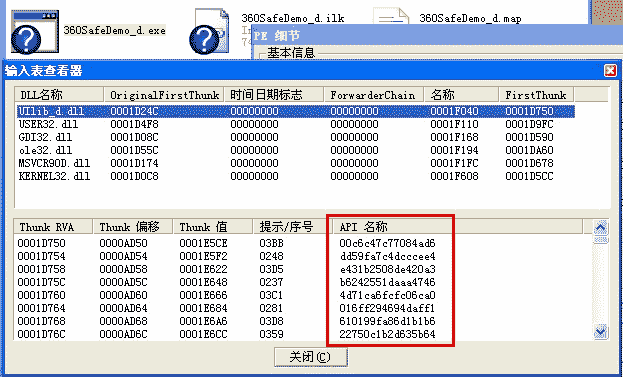 360SafeDemo_d.exe
360SafeDemo_d.ilk
360SafeDemo_d.map
PE 细节
基本信息
输入表查看器
DLL名称 OriginalFirstThunk 时间日期标志 ForwarderChain 名称 FirstThunk
UIlib_d.dll 0001D24C 00000000 00000000 0001F040 0001D750
USER32.dll 0001D4F8 00000000 00000000 0001F110 0001D9FC
GDI32.dll 0001D08C 00000000 00000000 0001F168 0001D590
ole32.dll 0001D55C 00000000 00000000 0001F194 0001DA60
MSVCR90D.dll 0001D174 00000000 00000000 0001F1FC 0001D678
KERNEL32.dll 0001D0C8 00000000 00000000 0001F608 0001D5CC
Thunk RVA Thunk 偏移 Thunk 值 提示/序号 API 名称
0001D750 0000AD50 0001E5CE 03BB 00c6c47c77084ad6
0001D754 0000AD54 0001E5F2 0248 dd59fa7c4dcccee4
0001D758 0000AD58 0001E622 03D5 e431b2508de420a3
0001D75C 0000AD5C 0001E648 0237 b6242551daaa4746
0001D760 0000AD60 0001E666 03C1 4d71ca6fcfc06ca0
0001D764 0000AD64 0001E684 0281 016ff294694daff1
0001D768 0000AD68 0001E6A6 03D8 610199fa86d1b1b6
0001D76C 0000AD6C 0001E6CC 0359 22750c1b2d635b64
关闭(C)